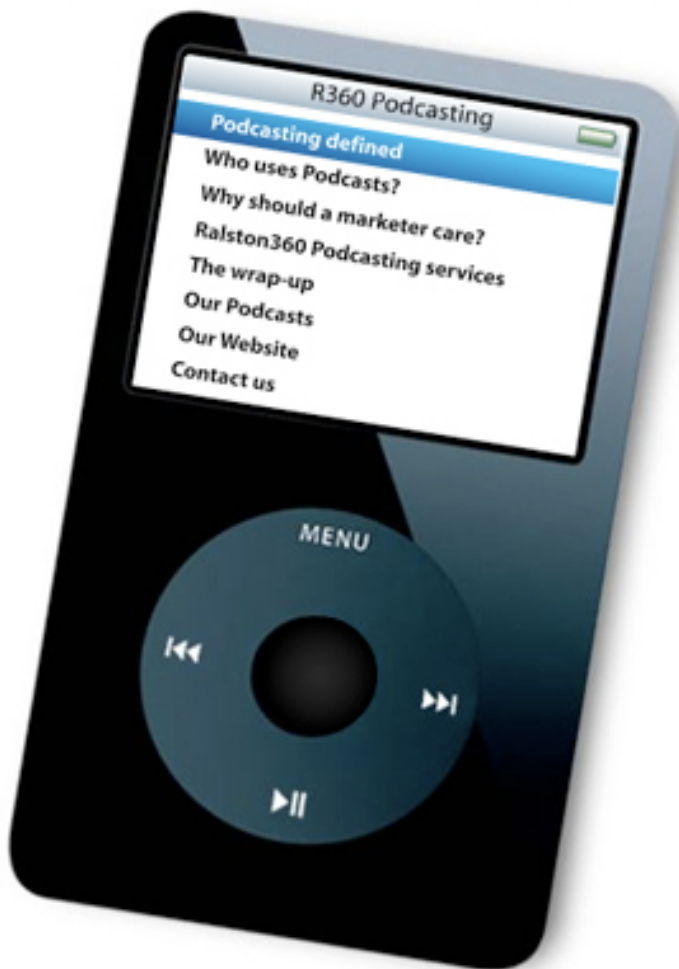 R360 Podcasting
Podcasting defined
Who uses Podcasts?
Why should a marketer care?
Ralston360 Podcasting services
The wrap-up
Our Podcasts
Our Website
Contact us
MENU